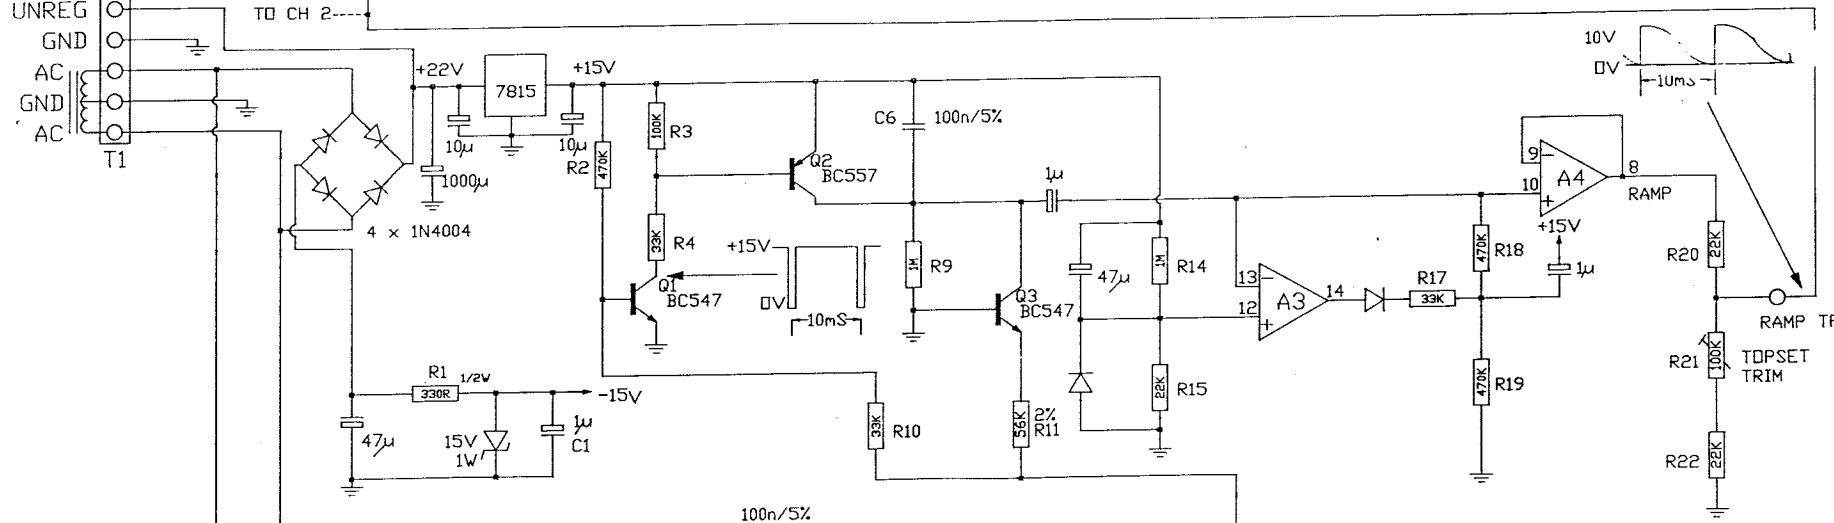 UNREG
TO CH 2
GND
AC
GND
AC
T1
+22V
7815
+15V
10µ
10µ
1000µ
4 x 1N4004
R2
470K
R3
100K
R4
33K
Q1
BC547
Q2
BC557
+15V
0V
10mS
C6
100n/5%
R9
1M
Q3
BC547
1µ
47µ
R14
1M
R15
22K
13
12
A3
14
R17
33K
R18
470K
R19
470K
+15V
1µ
9
10
A4
8
RAMP
10V
0V
10mS
R20
22K
RAMP
R21
100K
TOPSET
TRIM
R22
22K
R1
1/2W
330R
-15V
47µ
15V
1W
1µ
C1
R10
33K
2%
R11
56K
100n/5%